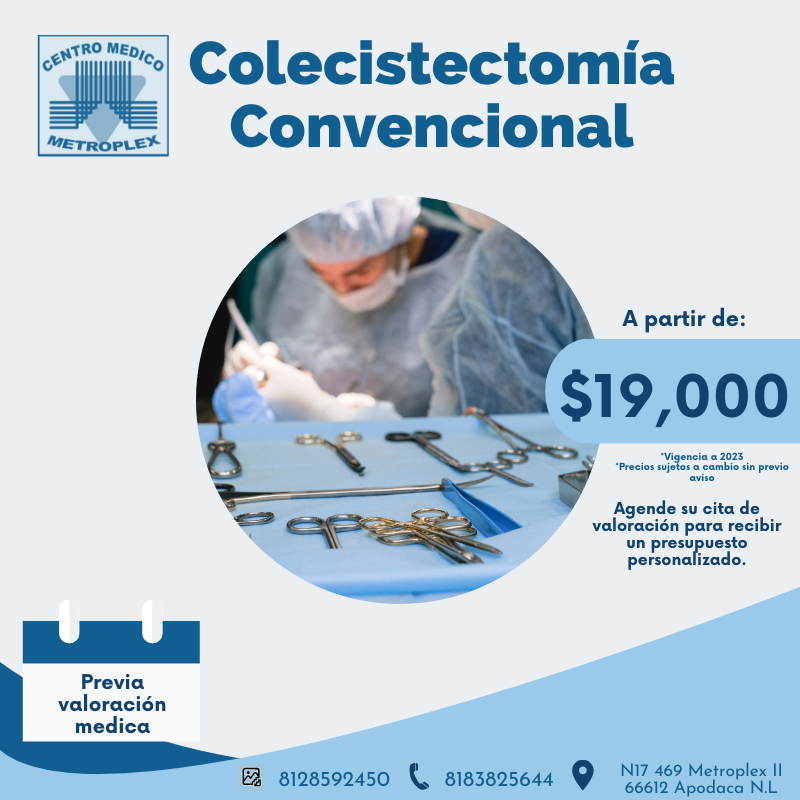 CENTRO MEDICO
METROPLEX
Colecistectomía
Convencional
A partir de:
$19,000
*Vigencia a 2023
*Precios sujetos a cambio sin previo
aviso
Agende su cita de
valoración para recibir
un presupuesto
personalizado.
Previa
valoración
medica
8128592450
8183825644
N17 469 Metroplex II
66612 Apodaca N.L